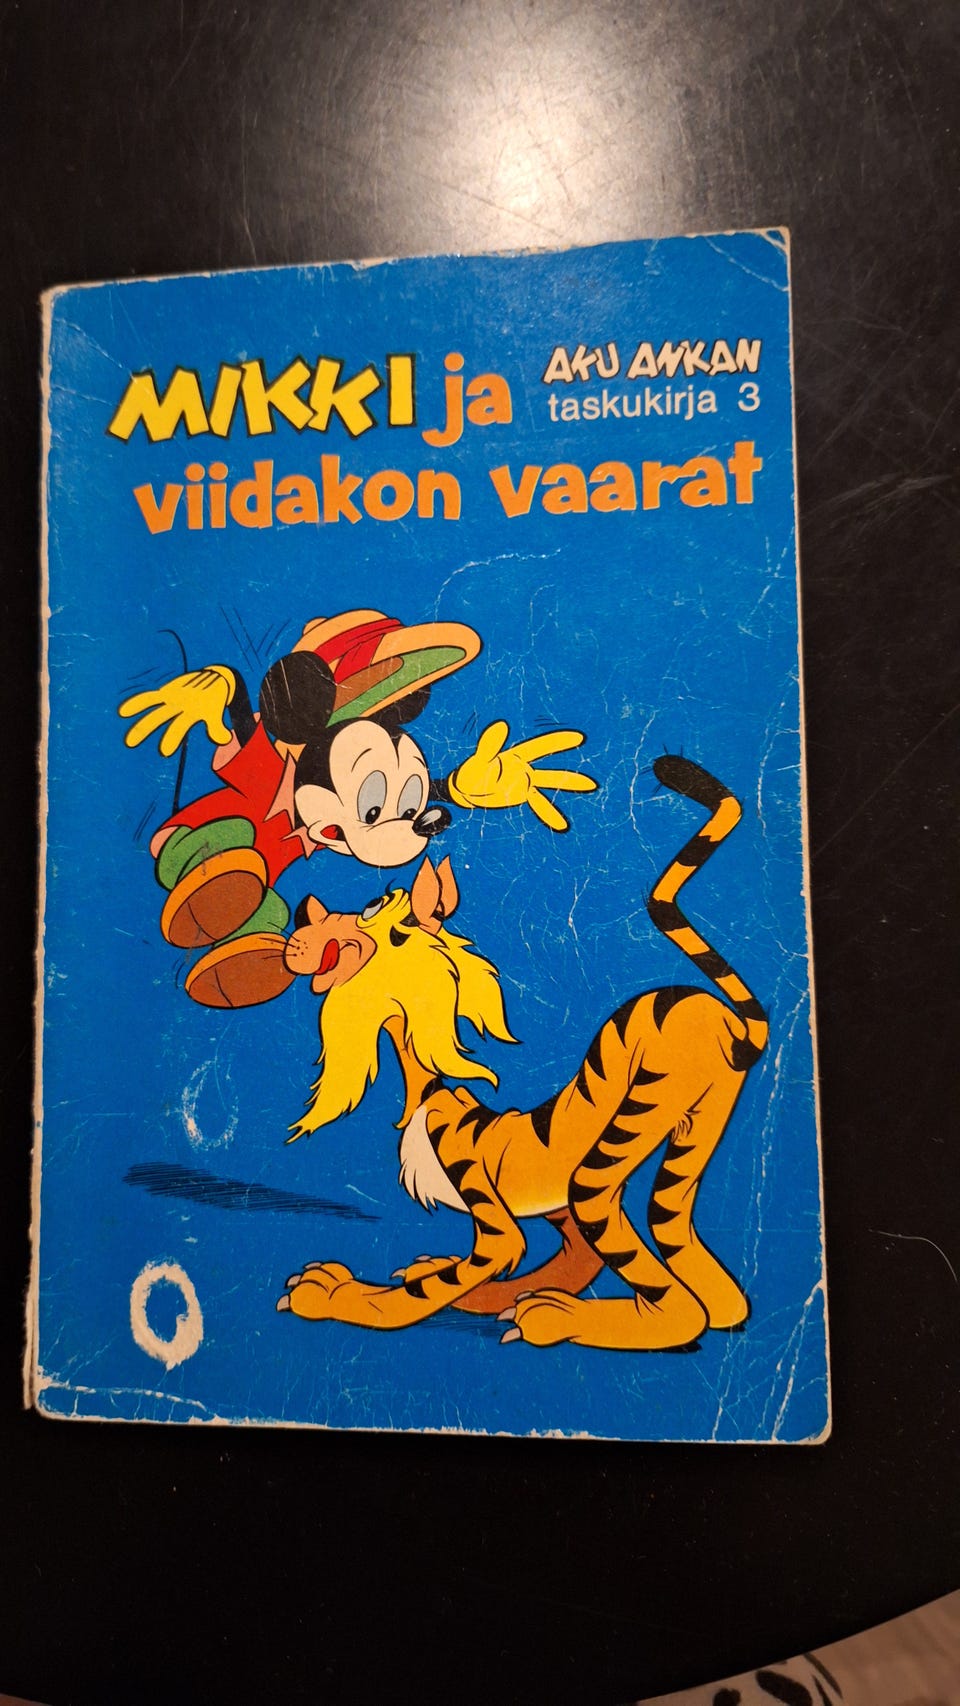 MIKKI ja
AKU ANKAN
taskukirja 3
viidakon vaarat